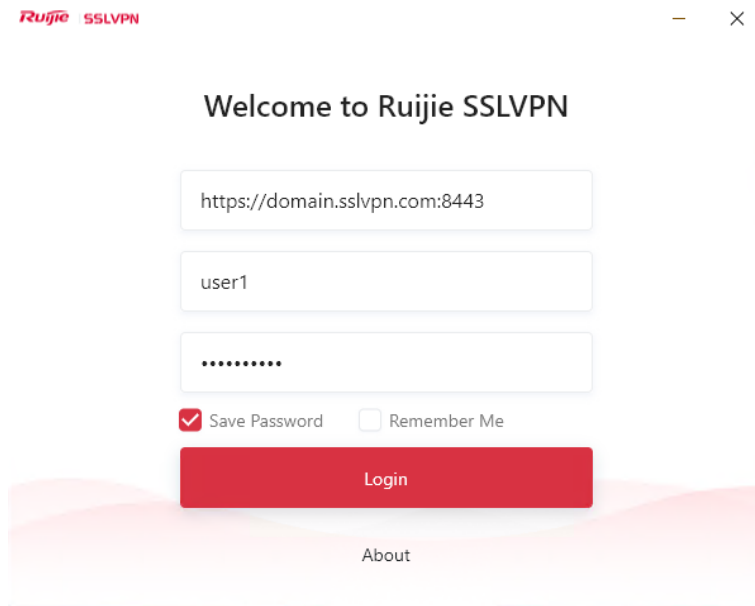 Ruijie SSLVPN
Welcome to Ruijie SSLVPN
https://domain.sslvpn.com:8443
user1
••••••••••
Save Password Remember Me
Login
About